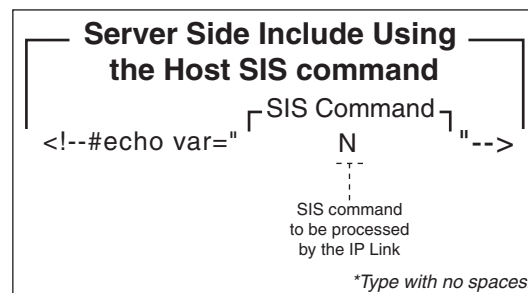 Server Side Include Using
the Host SIS command
SIS Command
<!--#echo var=" N "-->
SIS command
to be processed
by the IP Link
*Type with no spaces